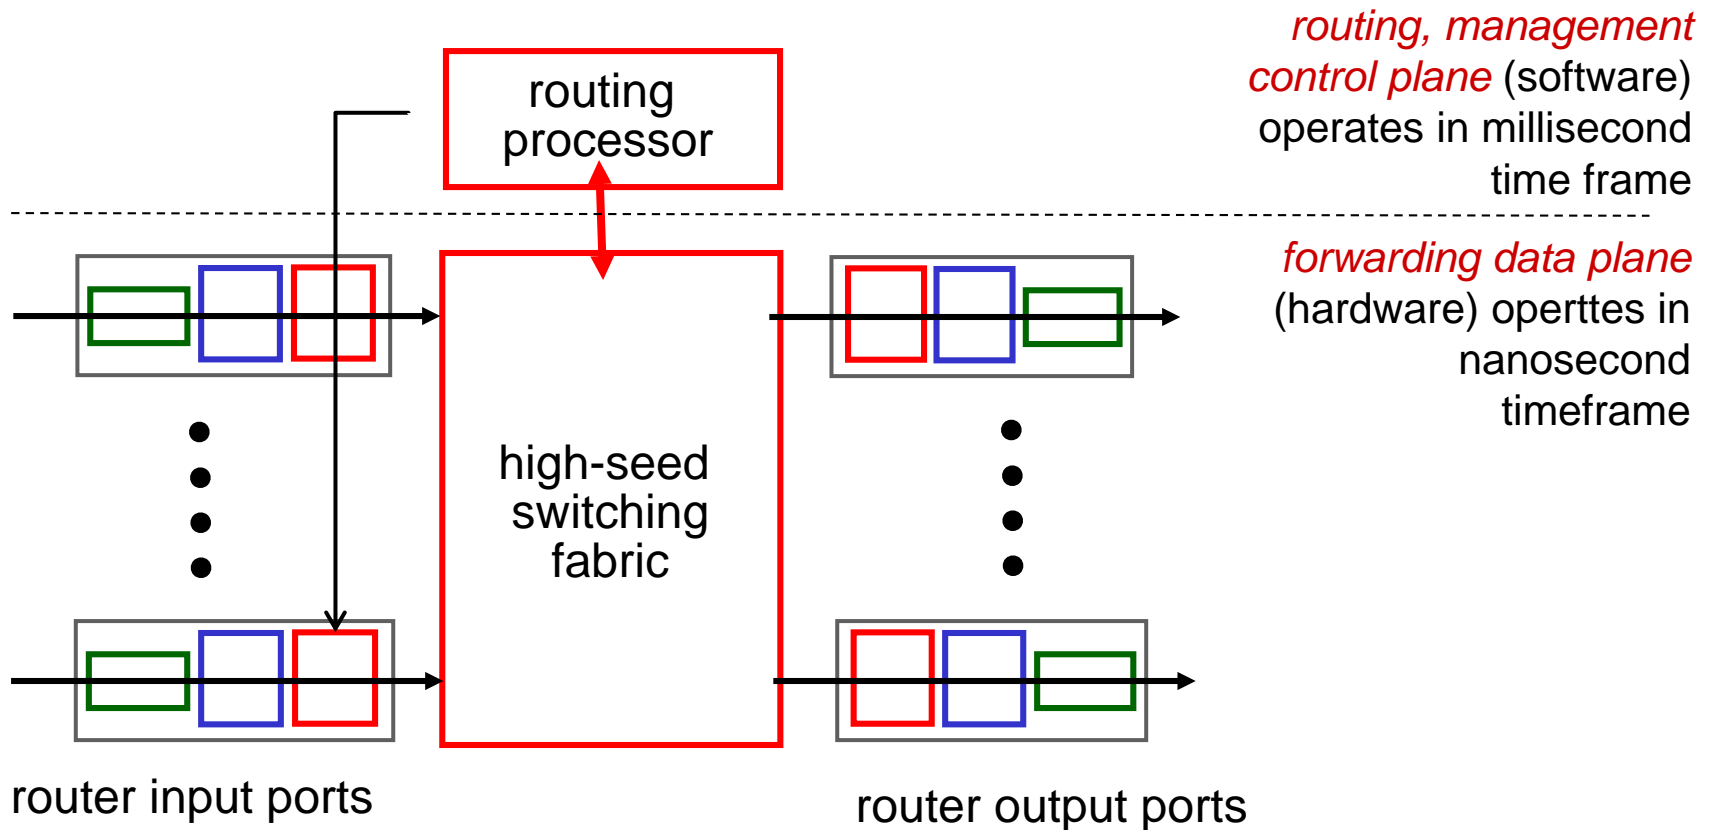 routing, management
control plane (software)
operates in millisecond
time frame
routing
processor
forwarding data plane
(hardware) operttes in
nanosecond
timeframe
high-seed
switching
fabric
router input ports
router output ports